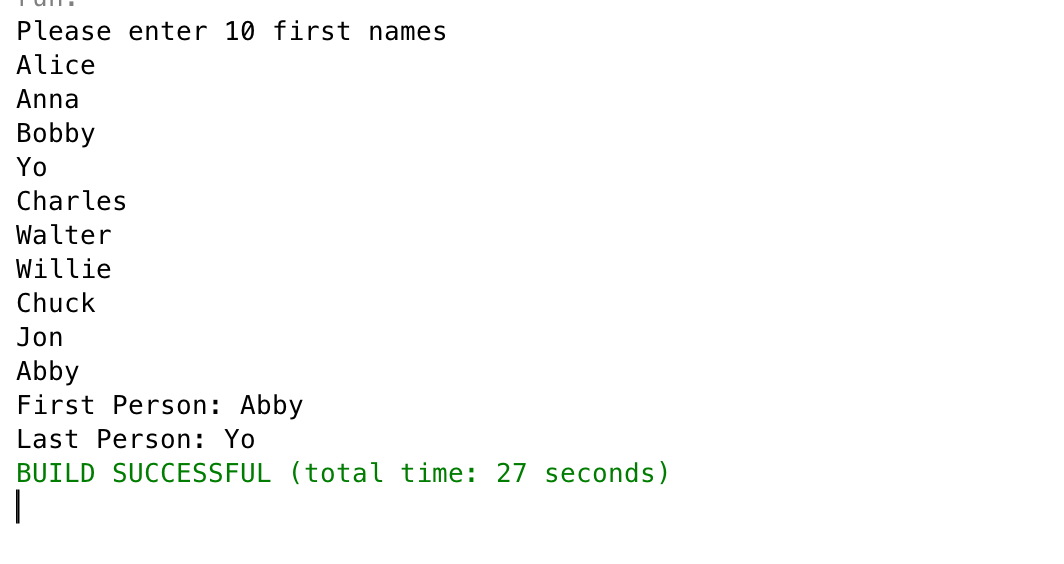 run:
Please enter 10 first names
Alice
Anna
Bobby
Yo
Charles
Walter
Willie
Chuck
Jon
Abby
First Person: Abby
Last Person: Yo
BUILD SUCCESSFUL (total time: 27 seconds)